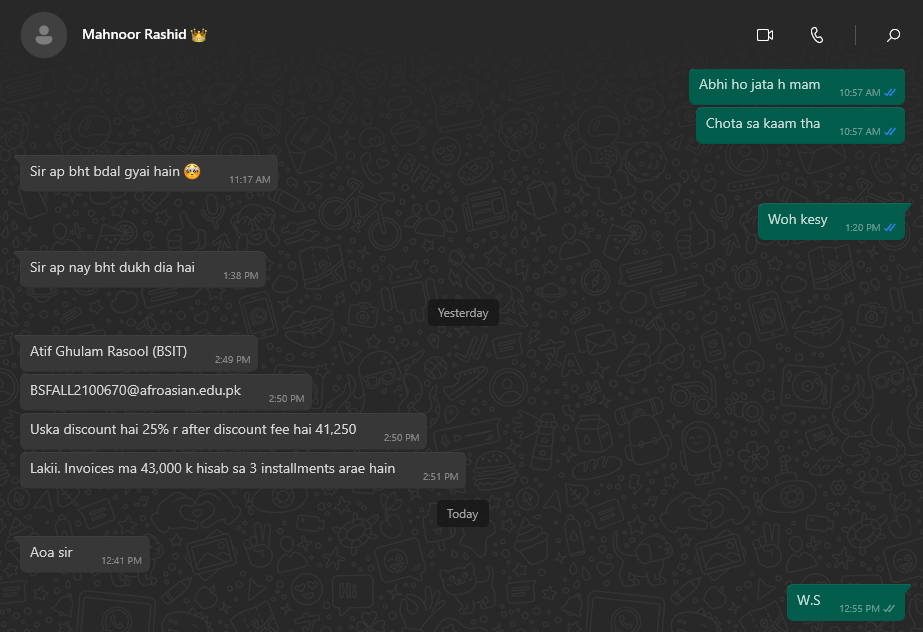 Mahnoor Rashid 👑
Abhi ho jata h mam 10:57 AM
Chota sa kaam tha 10:57 AM
Sir ap bht bdal gyai hain 🥺 11:17 AM
Woh kesy 1:20 PM
Sir ap nay bht dukh dia hai 1:38 PM
Yesterday
Atif Ghulam Rasool (BSIT) 2:49 PM
BSFALL2100670@afroasian.edu.pk 2:50 PM
Uska discount hai 25% r after discount fee hai 41,250 2:50 PM
Lakii. Invoices ma 43,000 k hisab sa 3 installments arae hain 2:51 PM
Today
Aoa sir 12:41 PM
W.S 12:55 PM